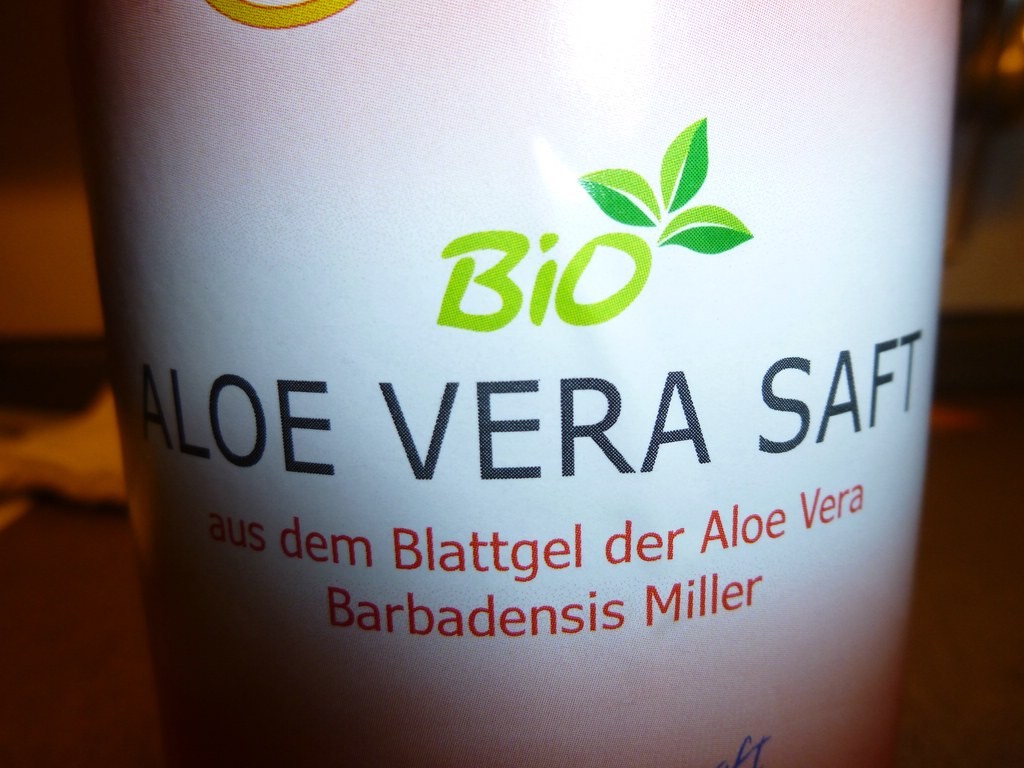 BiO
ALOE VERA SAFT
aus dem Blattgel der Aloe Vera
Barbadensis Miller